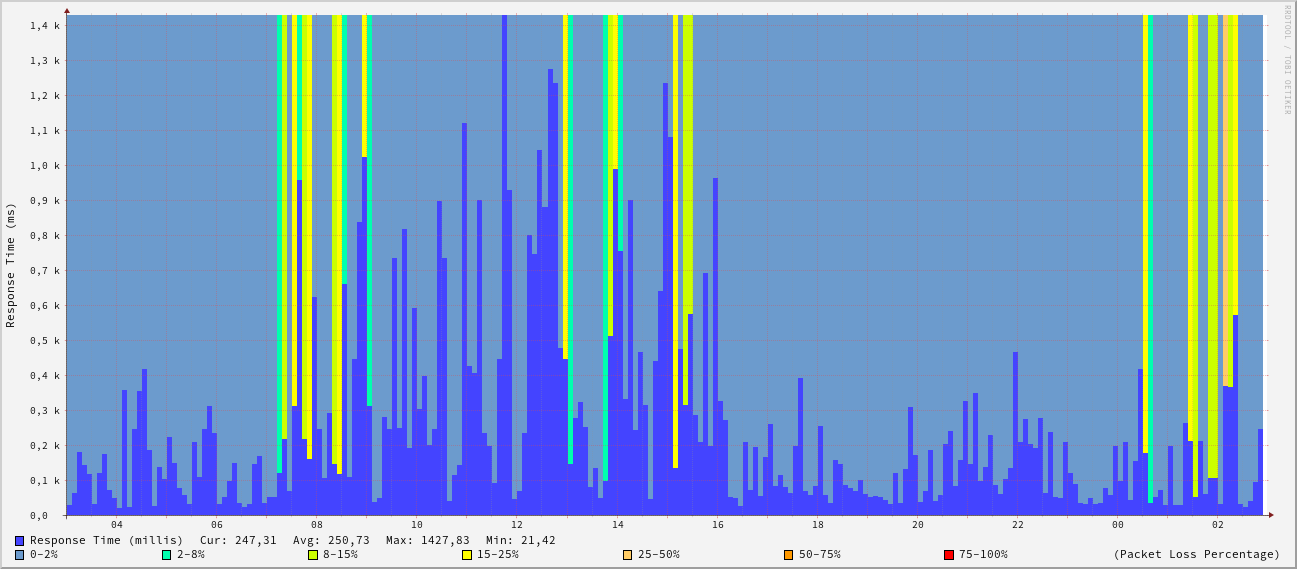 RRDTOOL / TOBI OETIKER
Response Time (ms)
1,4 k
1,3 k
1,2 k
1,1 k
1,0 k
0,9 k
0,8 k
0,7 k
0,6 k
0,5 k
0,4 k
0,3 k
0,2 k
0,1 k
0,0
04 06 08 10 12 14 16 18 20 22 00 02
Response Time (millis) Cur: 247,31 Avg: 250,73 Max: 1427,83 Min: 21,42
0-2% 2-8% 8-15% 15-25% 25-50% 50-75% 75-100% (Packet Loss Percentage)